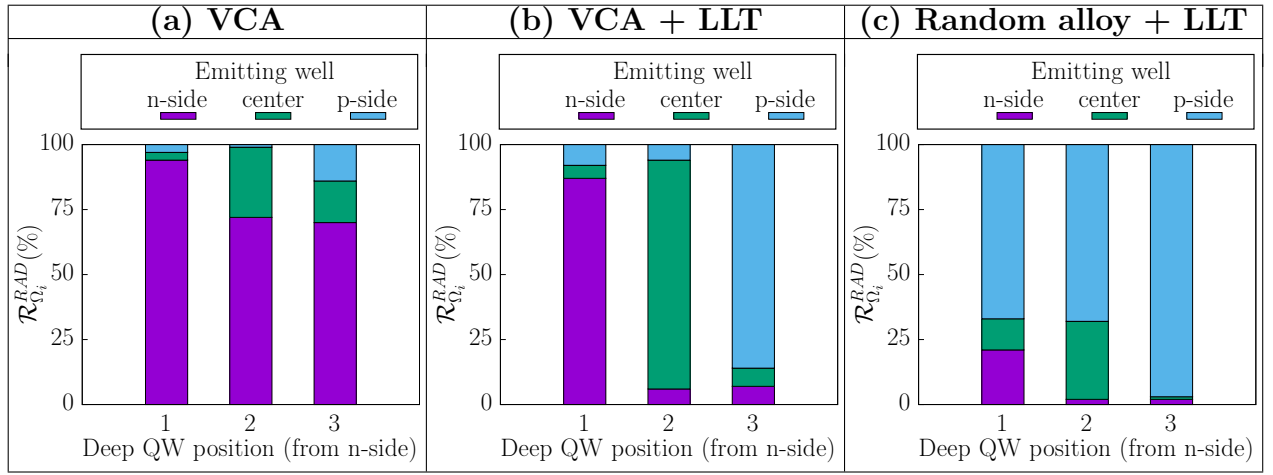 (a) VCA
(b) VCA + LLT
(c) Random alloy + LLT
Emitting well
n-side center p-side
100
75
50
25
0
R^{RAD}_{Ω_i}(%)
1 2 3
Deep QW position (from n-side)
Emitting well
n-side center p-side
100
75
50
25
0
R^{RAD}_{Ω_i}(%)
1 2 3
Deep QW position (from n-side)
Emitting well
n-side center p-side
100
75
50
25
0
R^{RAD}_{Ω_i}(%)
1 2 3
Deep QW position (from n-side)